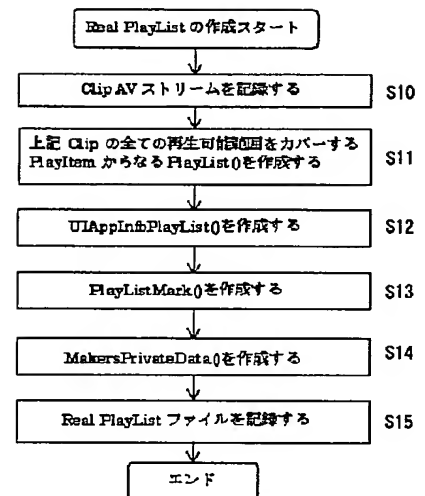 Real PlayList の作成スタート
Clip AV ストリームを記録する
S10
上記 Clip の全ての再生可能範囲をカバーする
PlayItem からなる PlayList()を作成する
S11
UIAppInfoPlayList()を作成する
S12
PlayListMark()を作成する
S13
MakersPrivateData()を作成する
S14
Real PlayList ファイルを記録する
S15
エンド